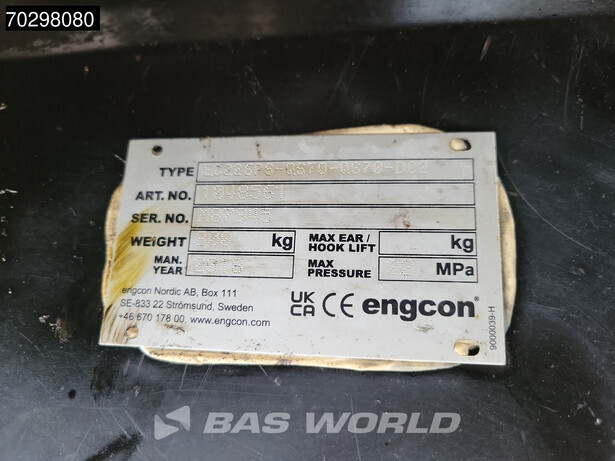 70298080
TYPE
ART. NO.
SER. NO.
WEIGHT kg MAX EAR / HOOK LIFT kg
MAN. YEAR MAX PRESSURE MPa
engcon Nordic AB, Box 111
SE-833 22 Strömsund, Sweden
+46 670 178 00, www.engcon.com
UK CA CE engcon®
9000039-H
BAS WORLD